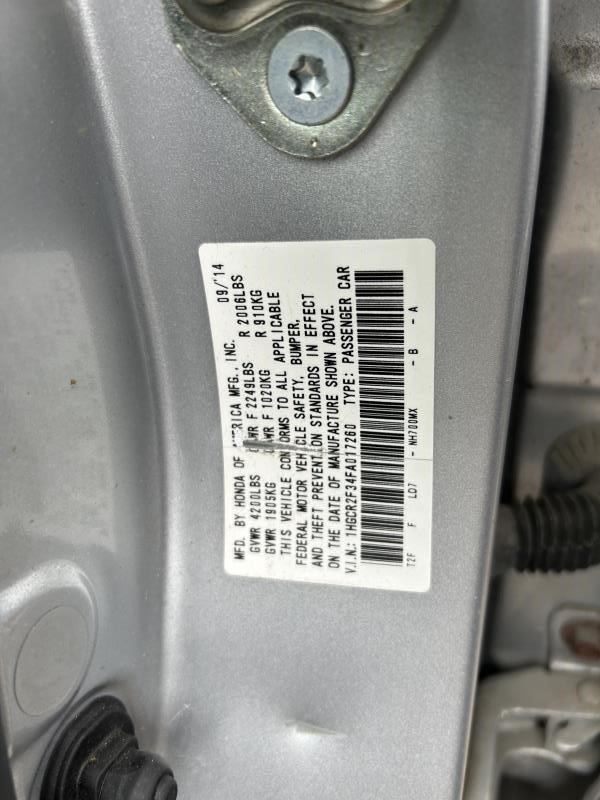 MFD. BY HONDA OF AMERICA MFG., INC. 09/'14
GVWR 4200LBS GAWR F 2249LBS R 2006LBS
GVWR 1905KG GAWR F 1020KG R 910KG
THIS VEHICLE CONFORMS TO ALL APPLICABLE
FEDERAL MOTOR VEHICLE SAFETY, BUMPER,
AND THEFT PREVENTION STANDARDS IN EFFECT
ON THE DATE OF MANUFACTURE SHOWN ABOVE.
V.I.N.: 1HGCR2F34FA017260 TYPE: PASSENGER CAR
T2F F LD7 - NH700MX - B - A